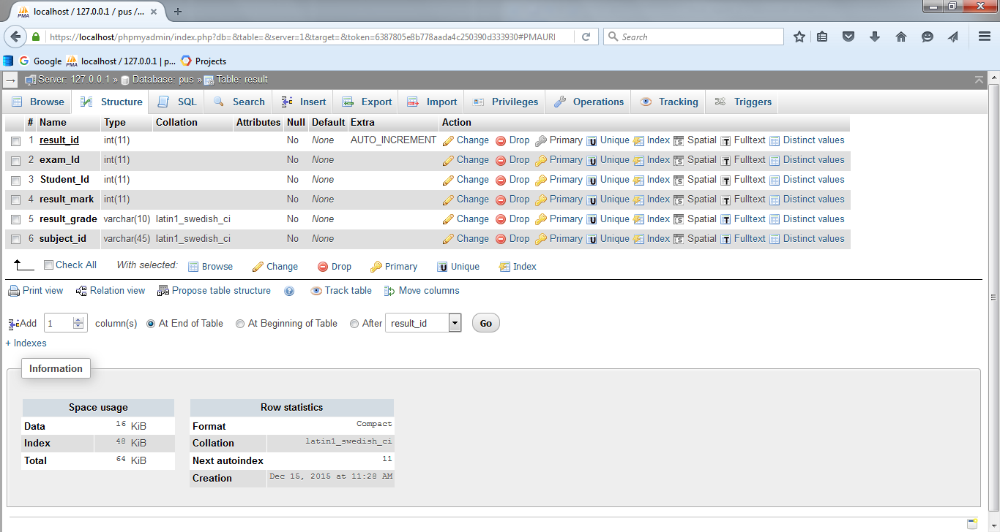 localhost / 127.0.0.1 / pus /...
https://localhost/phpmyadmin/index.php?db=&table=&server=1&target=&token=6387805e8b778aada4c250390d333930#PMAURI
Search
Google localhost / 127.0.0.1 | p... Projects
Server: 127.0.0.1 » Database: pus » Table: result
Browse Structure SQL Search Insert Export Import Privileges Operations Tracking Triggers
# Name Type Collation Attributes Null Default Extra Action
1 result_id int(11) No None AUTO_INCREMENT Change Drop Primary Unique Index Spatial Fulltext Distinct values
2 exam_Id int(11) No None Change Drop Primary Unique Index Spatial Fulltext Distinct values
3 Student_Id int(11) No None Change Drop Primary Unique Index Spatial Fulltext Distinct values
4 result_mark int(11) No None Change Drop Primary Unique Index Spatial Fulltext Distinct values
5 result_grade varchar(10) latin1_swedish_ci No None Change Drop Primary Unique Index Spatial Fulltext Distinct values
6 subject_id varchar(45) latin1_swedish_ci No None Change Drop Primary Unique Index Spatial Fulltext Distinct values
Check All With selected: Browse Change Drop Primary Unique Index
Print view Relation view Propose table structure Track table Move columns
Add 1 column(s) At End of Table At Beginning of Table After result_id Go
+ Indexes
Information
Space usage
Data 16 KiB
Index 48 KiB
Total 64 KiB
Row statistics
Format Compact
Collation latin1_swedish_ci
Next autoindex 11
Creation Dec 15, 2015 at 11:28 AM